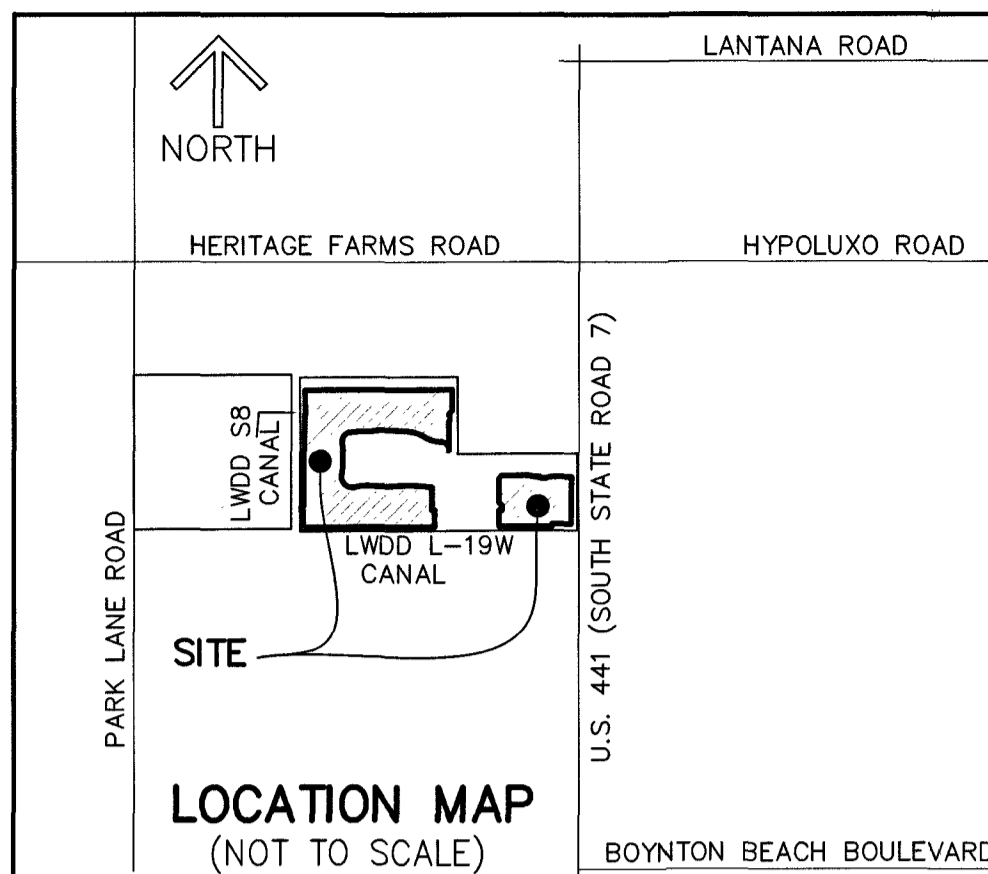 LANTANA ROAD
NORTH
HERITAGE FARMS ROAD
HYPOLUXO ROAD
LWDD S8
CANAL
U.S. 441 (SOUTH STATE ROAD 7)
PARK LANE ROAD
LWDD L-19W
CANAL
SITE
LOCATION MAP
(NOT TO SCALE)
BOYNTON BEACH BOULEVARD